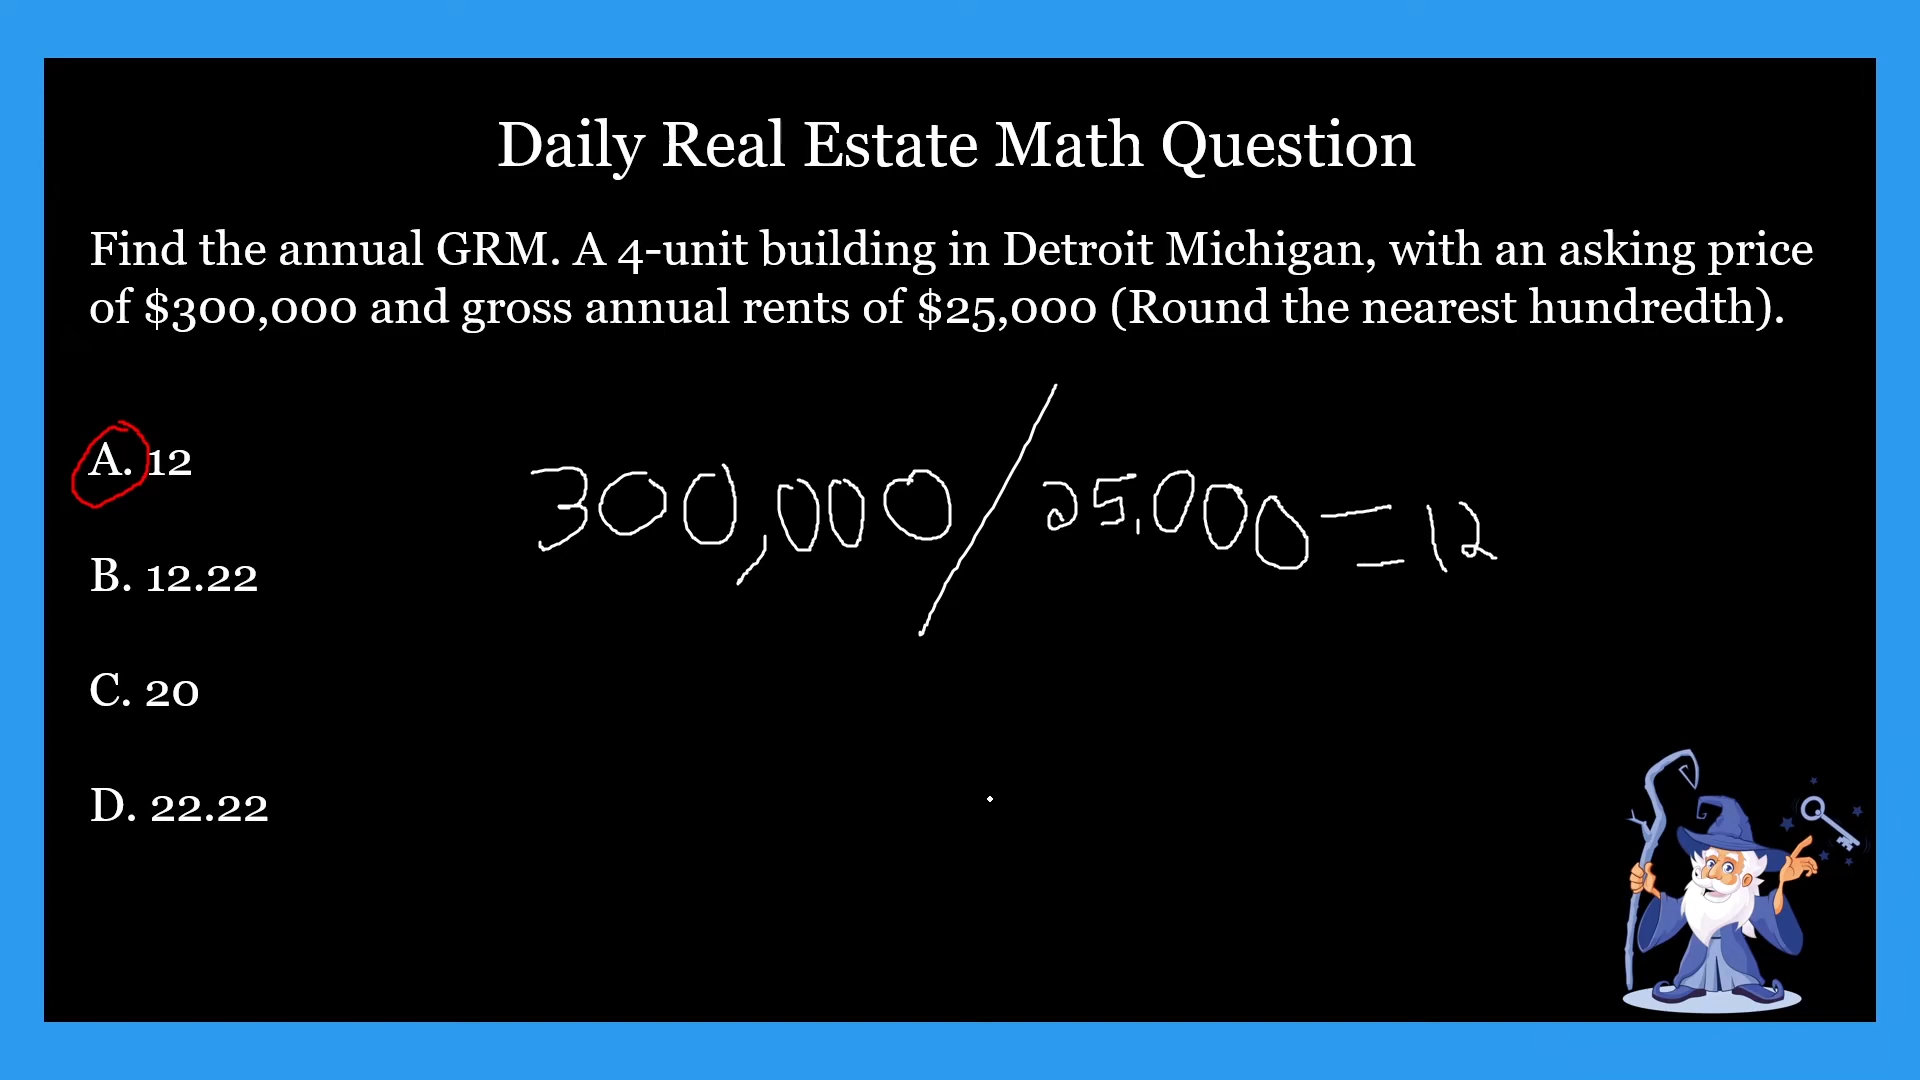 Daily Real Estate Math Question
Find the annual GRM. A 4-unit building in Detroit Michigan, with an asking price
of $300,000 and gross annual rents of $25,000 (Round the nearest hundredth).
A. 12
300,000 / 25,000 = 12
B. 12.22
C. 20
D. 22.22